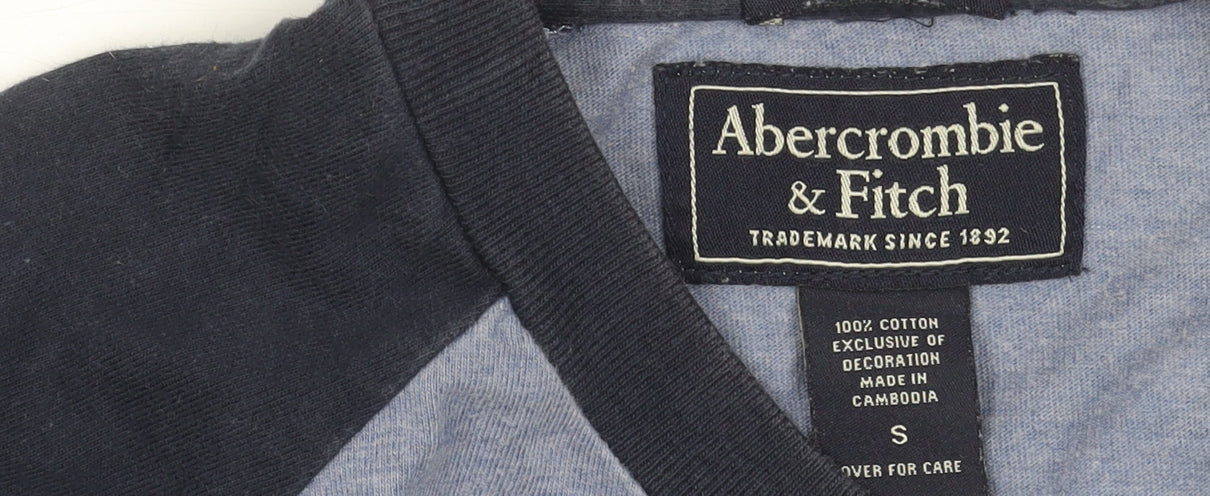 Abercrombie
& Fitch
TRADEMARK SINCE 1892
100% COTTON
EXCLUSIVE OF
DECORATION
MADE IN
CAMBODIA
S
OVER FOR CARE